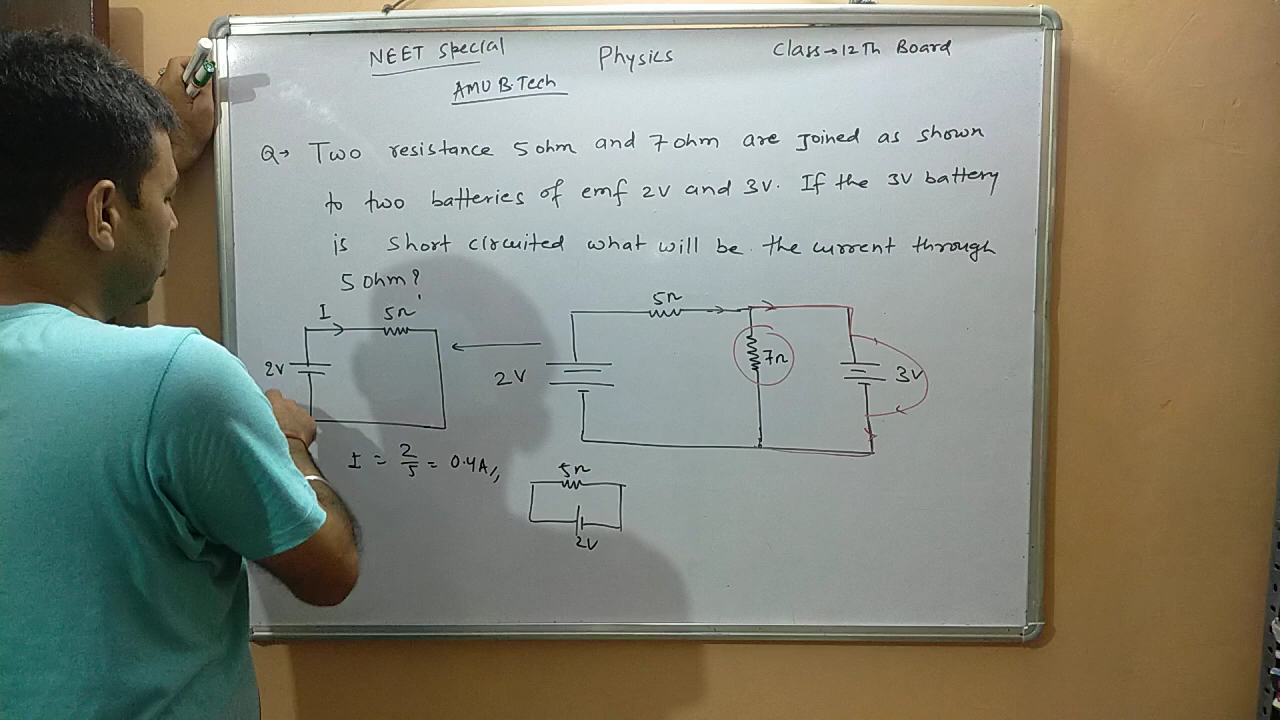 NEET Special
Physics
Class→12Th Board
AMU B.Tech
Q→ Two resistance 5 ohm and 7 ohm are Joined as shown
to two batteries of emf 2V and 3V. If the 3V battery
is Short circuited what will be the current through
5 ohm?
I
5Ω
2V
I = 2/5 = 0.4A//
5Ω
2V
7Ω
3V
5Ω
2V